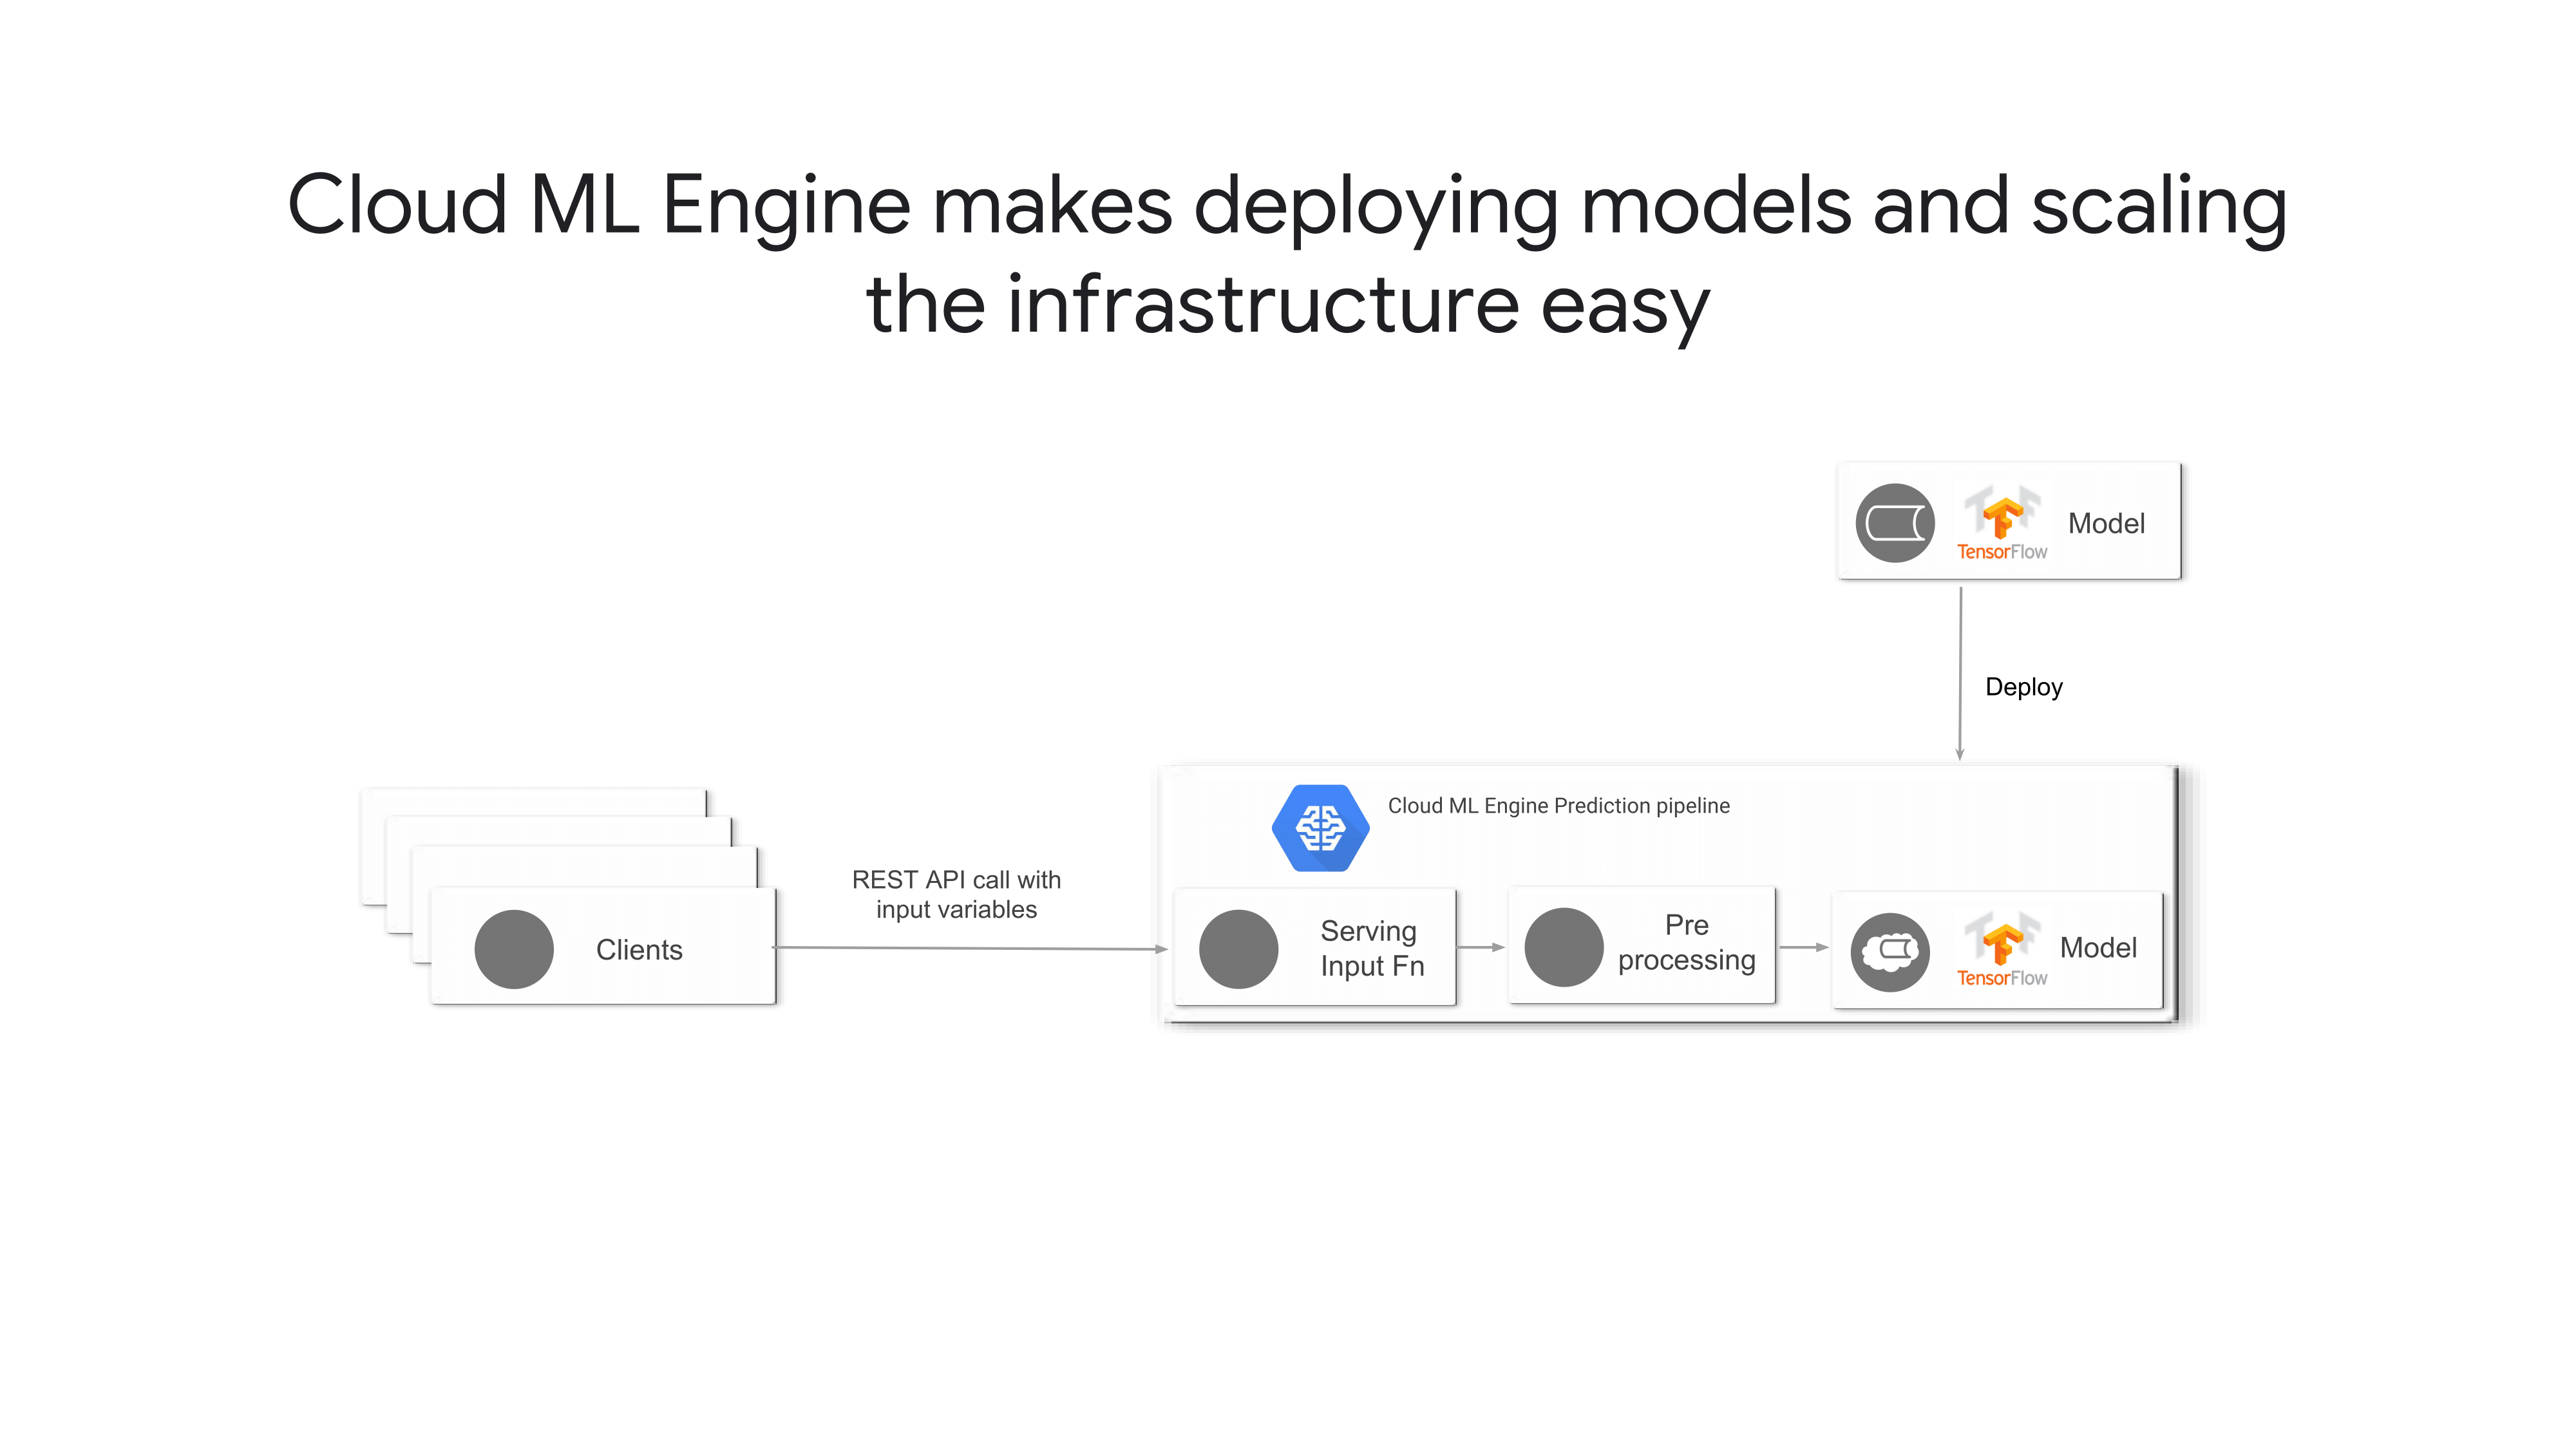 Cloud ML Engine makes deploying models and scaling
the infrastructure easy
TensorFlow
Model
Deploy
Cloud ML Engine Prediction pipeline
REST API call with
input variables
Clients
Serving
Input Fn
Pre
processing
TensorFlow
Model